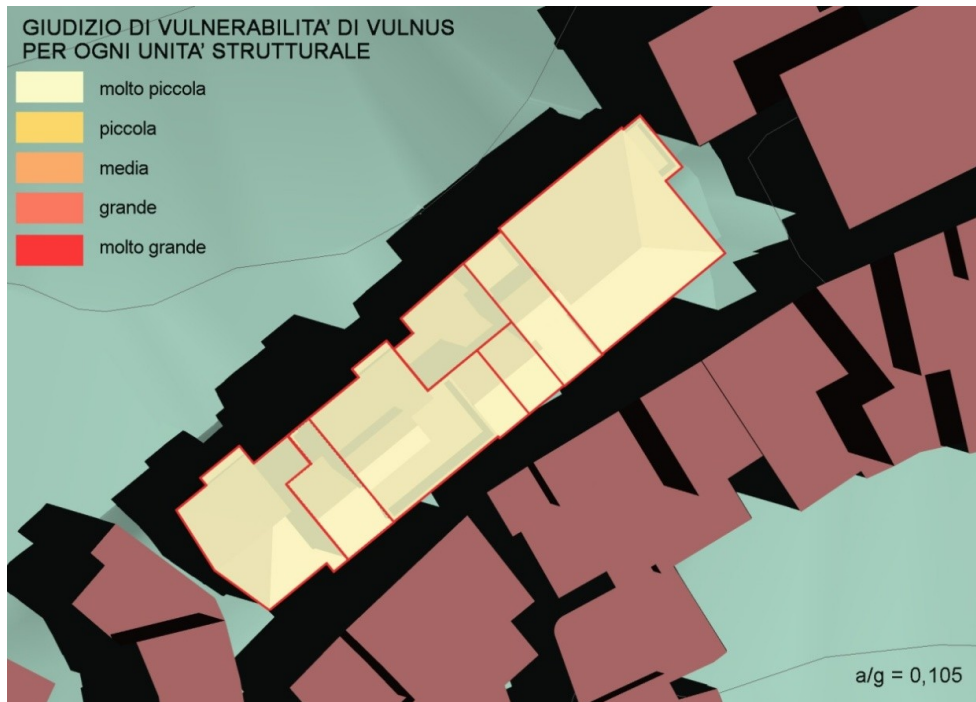 GIUDIZIO DI VULNERABILITA' DI VULNUS
PER OGNI UNITA' STRUTTURALE
molto piccola
piccola
media
grande
molto grande
a/g = 0,105